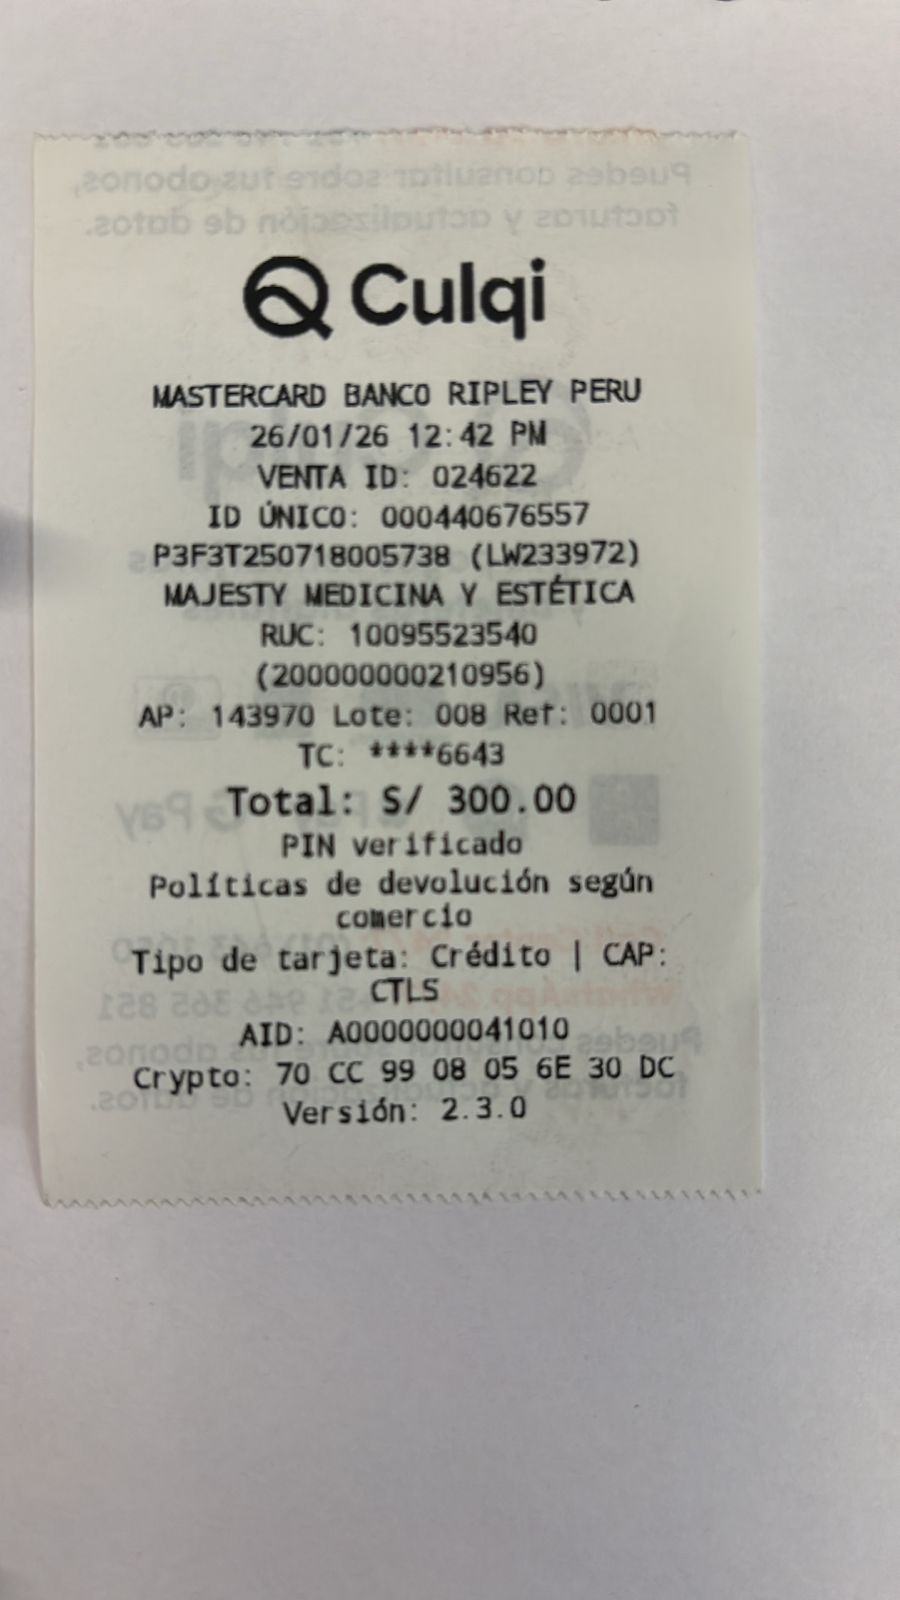 Culqi
MASTERCARD BANCO RIPLEY PERU
26/01/26 12:42 PM
VENTA ID: 024622
ID ÚNICO: 000440676557
P3F3T250718005738 (LW233972)
MAJESTY MEDICINA Y ESTÉTICA
RUC: 10095523540
(200000000210956)
AP: 143970 Lote: 008 Ref: 0001
TC: ****6643
Total: S/ 300.00
PIN verificado
Políticas de devolución según
comercio
Tipo de tarjeta: Crédito | CAP:
CTLS
AID: A0000000041010
Crypto: 70 CC 99 08 05 6E 30 DC
Versión: 2.3.0